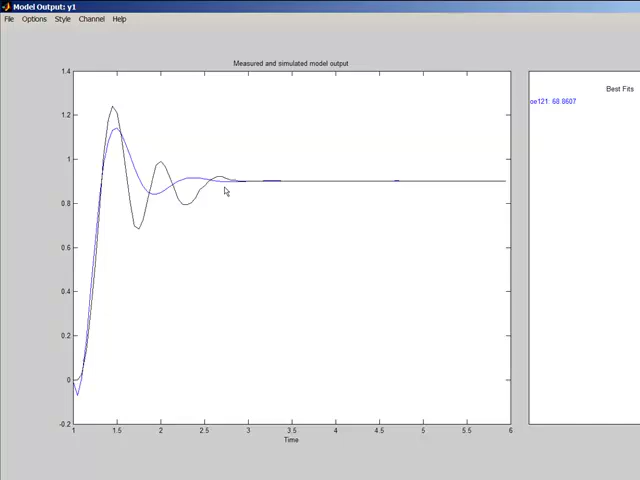 Model Output: y1
File Options Style Channel Help
Measured and simulated model output
1.4
1.2
1
0.8
0.6
0.4
0.2
0
-0.2
1 1.5 2 2.5 3 3.5 4 4.5 5 5.5 6
Time
Best Fits
oe121: 68.8607